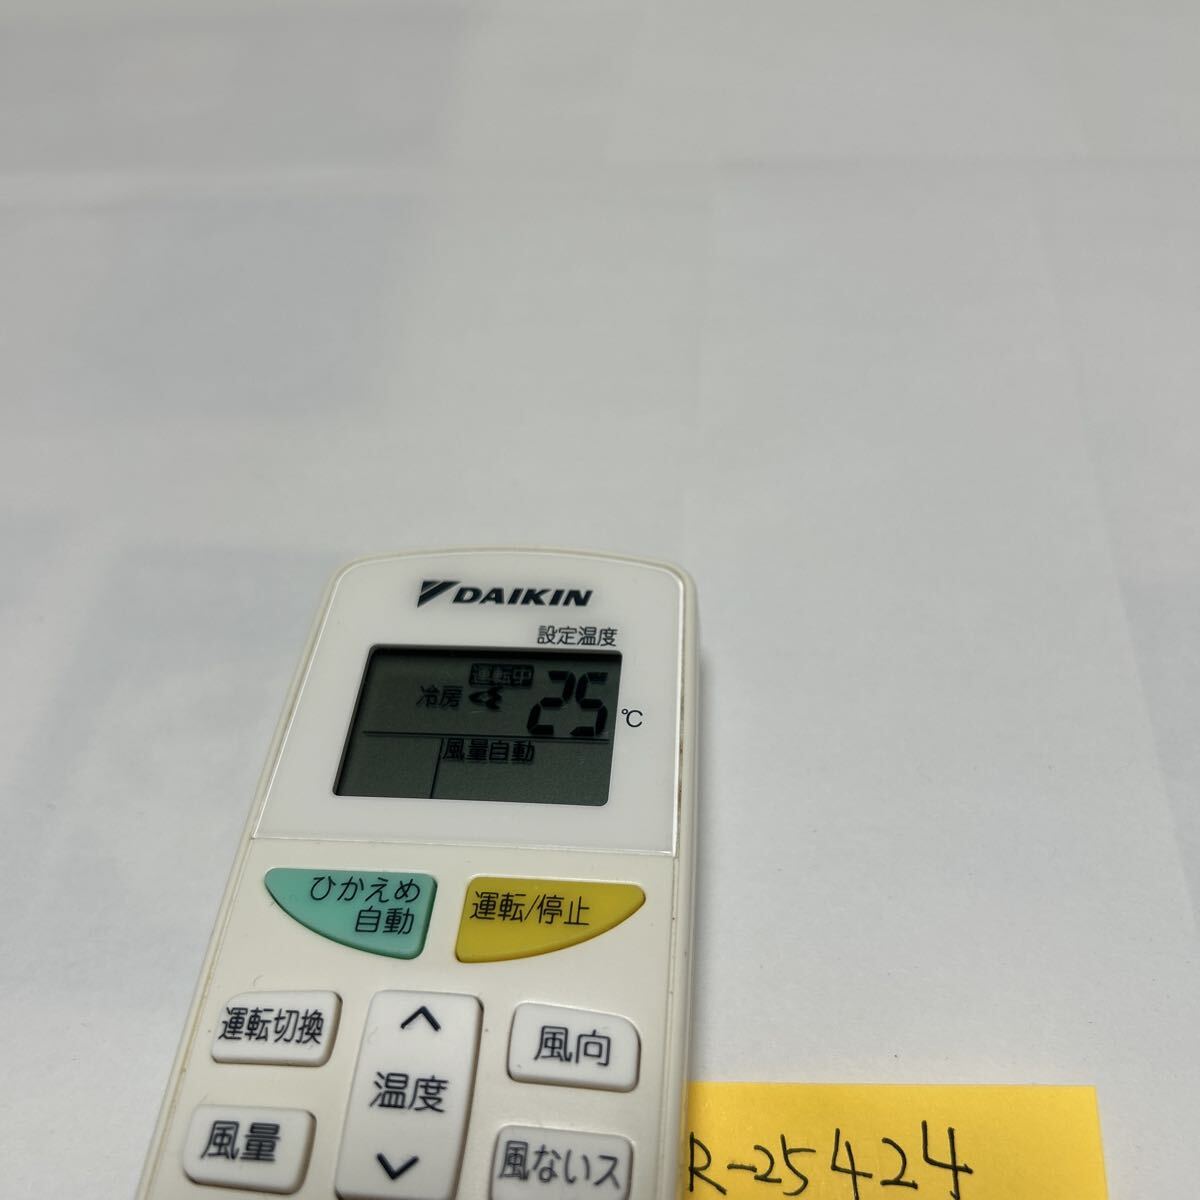 DAIKIN
設定温度
運転中
冷房 25 ℃
風量自動
ひかえめ
自動
運転/停止
運転切換
風向
温度
風量
風ないス
R-25424